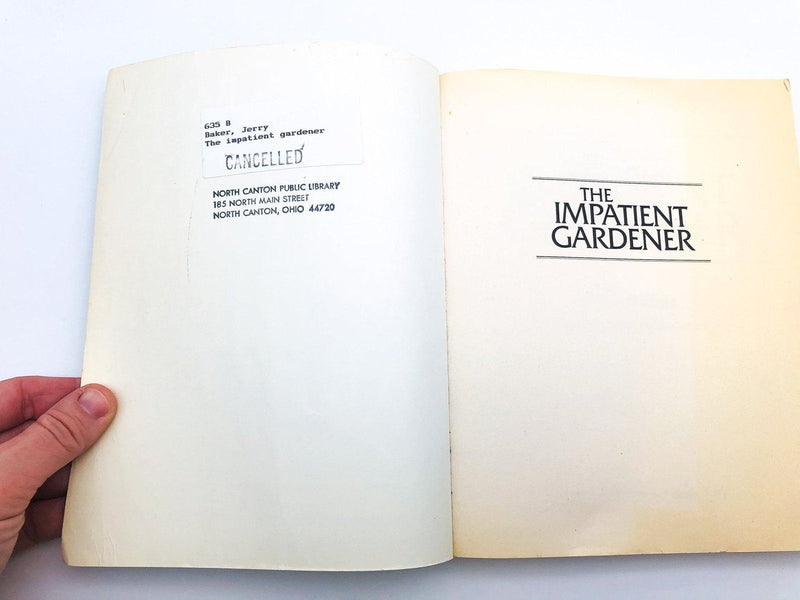 635 B
Baker, Jerry
The impatient gardener
CANCELLED
NORTH CANTON PUBLIC LIBRARY
185 NORTH MAIN STREET
NORTH CANTON, OHIO 44720
THE
IMPATIENT
GARDENER